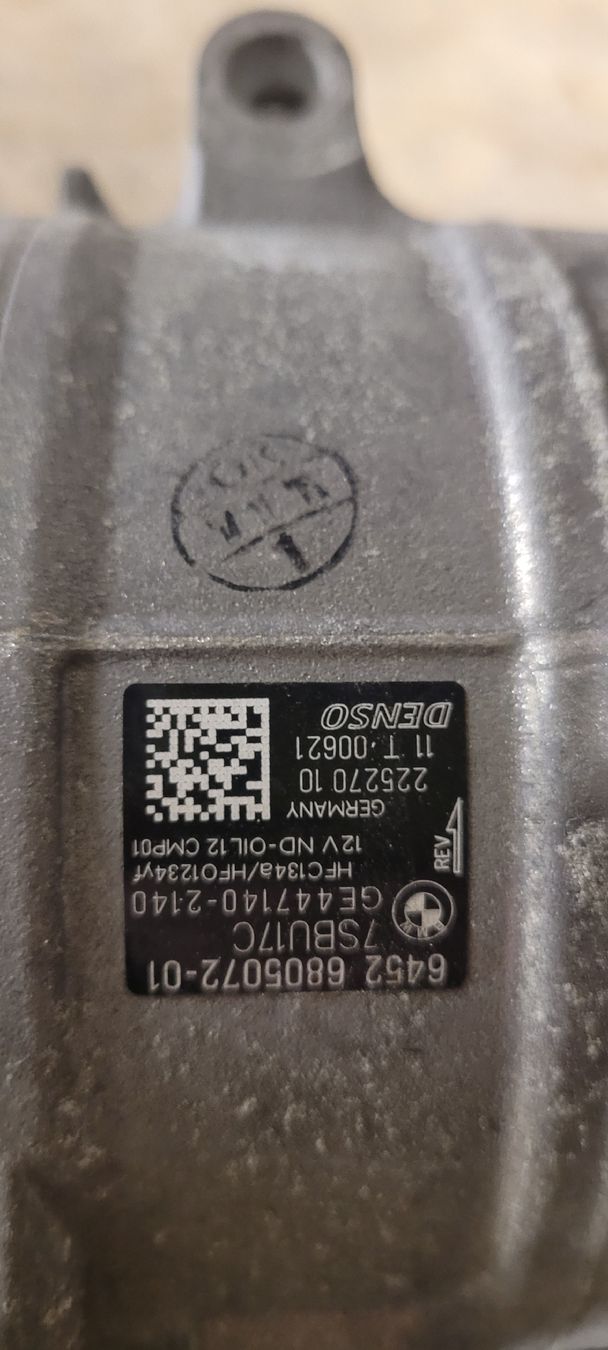 6452 6805072-01
7SBU17C
GE447140-2140
HFC134a/HFO1234yf
12V ND-OIL12 CMP01
REV
GERMANY
225270 10
11 T·00621
DENSO